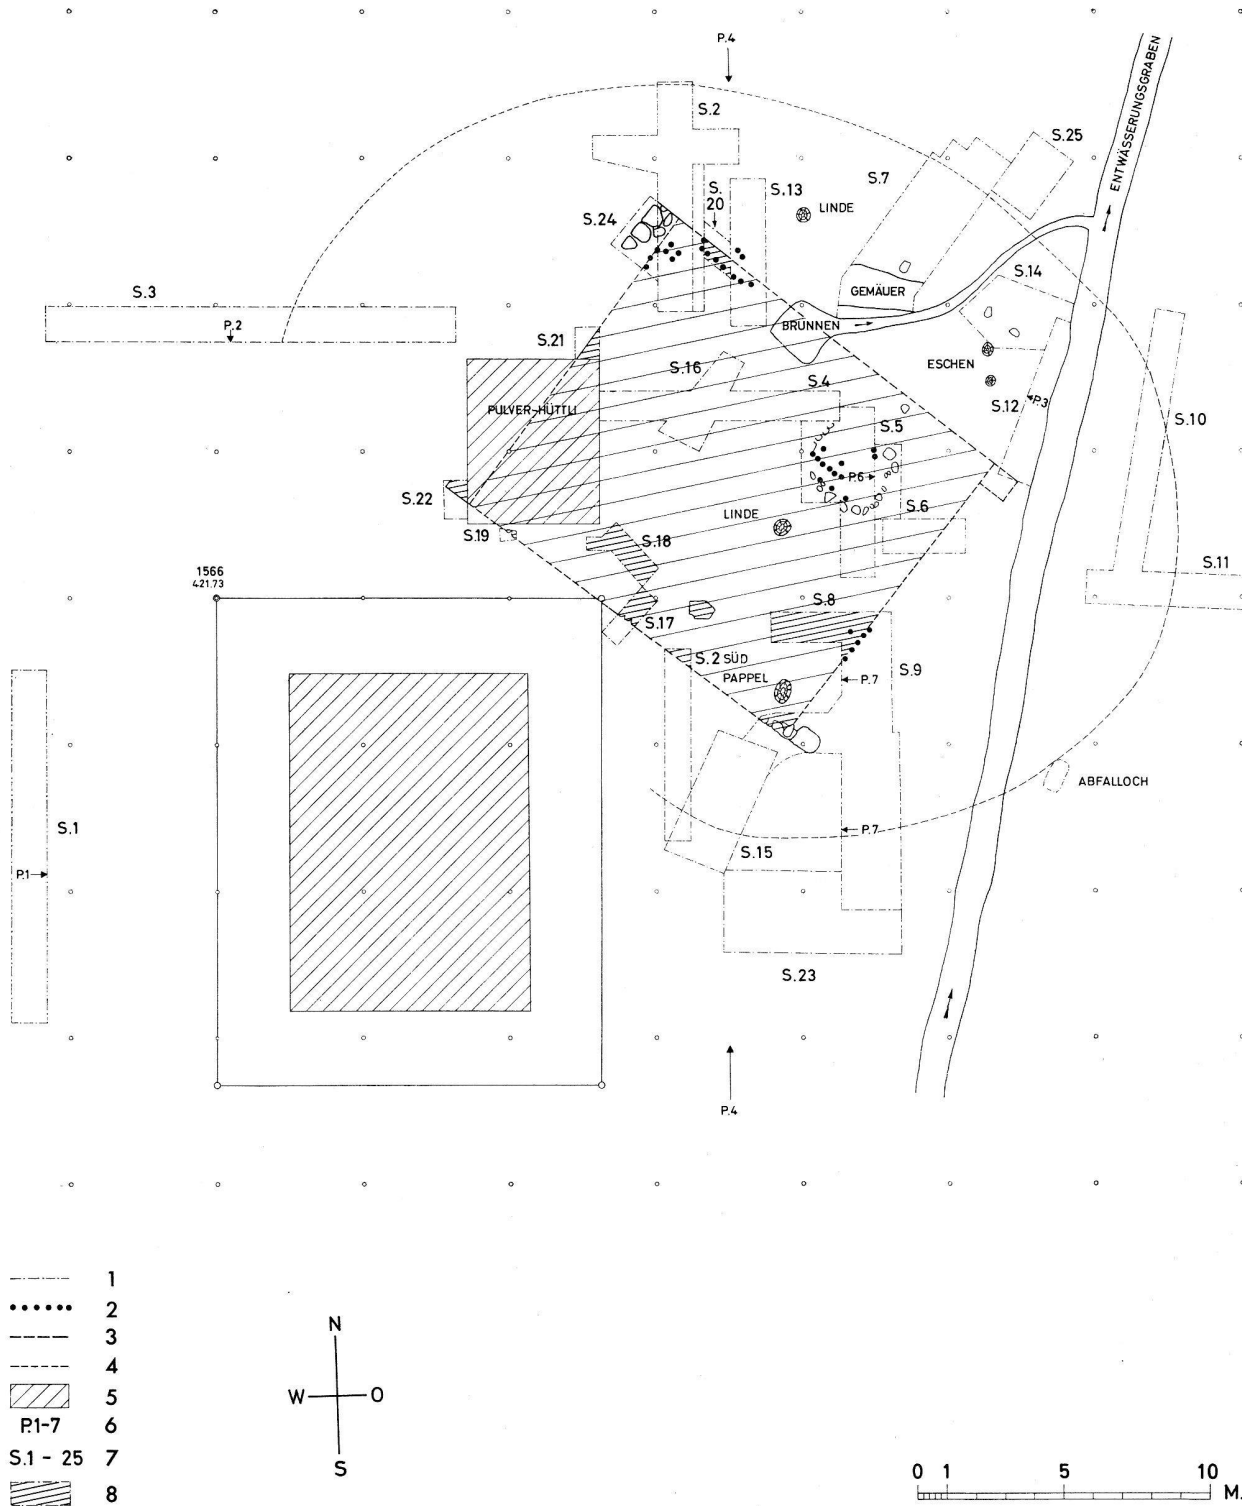 P.4
S.2
S.25
ENTWÄSSERUNGSGRABEN
S.7
S.
20
S.13
LINDE
S.24
S.14
S.3
GEMÄUER
P.2
BRUNNEN
S.21
S.16
ESCHEN
S.4
PULVER-HÜTTLI
S.12
P.3
S.5
S.10
P.6
S.22
S.6
LINDE
S.19
S.18
S.11
1566
421.73
S.8
S.17
S.2 SÜD
S.9
PAPPEL
P.7
ABFALLOCH
S.1
P.7
S.15
P.1
S.23
P.4
1
2
3
4
5
P.1-7 6
S.1 - 25 7
8
N
W O
S
0 1 5 10
M.